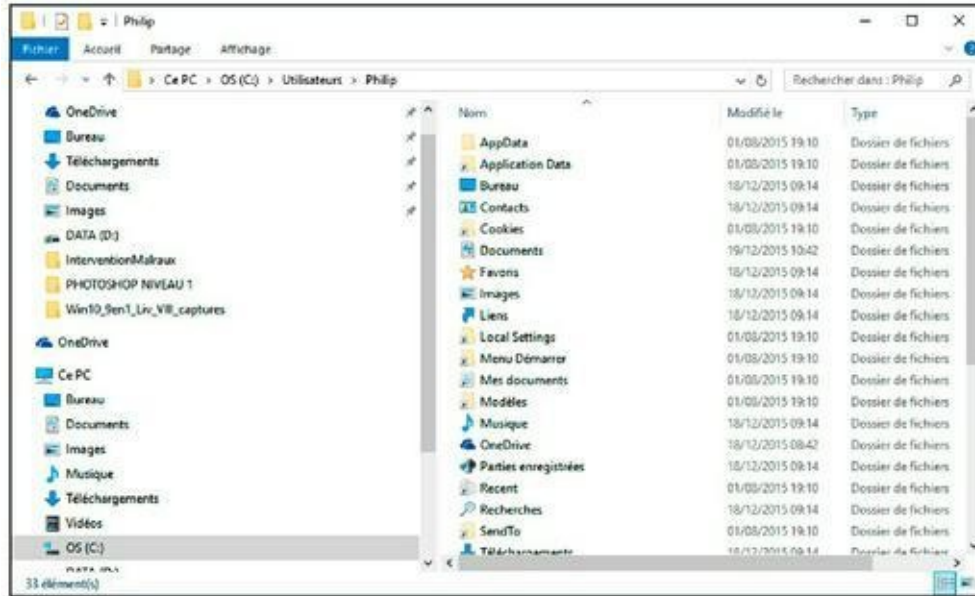 Philip
Fichier Accueil Partage Affichage
Ce PC > OS (C:) > Utilisateurs > Philip
Rechercher dans : Philip
OneDrive
Bureau
Téléchargements
Documents
Images
DATA (D:)
InterventionMalraux
PHOTOSHOP NIVEAU 1
Win10_9en1_Liv_VIII_captures
OneDrive
Ce PC
Bureau
Documents
Images
Musique
Téléchargements
Vidéos
OS (C:)
DATA (D:)
Nom Modifié le Type
AppData 01/08/2015 19:10 Dossier de fichiers
Application Data 01/08/2015 19:10 Dossier de fichiers
Bureau 18/12/2015 09:14 Dossier de fichiers
Contacts 18/12/2015 09:14 Dossier de fichiers
Cookies 01/08/2015 19:10 Dossier de fichiers
Documents 19/12/2015 10:42 Dossier de fichiers
Favoris 18/12/2015 09:14 Dossier de fichiers
Images 18/12/2015 09:14 Dossier de fichiers
Liens 18/12/2015 09:14 Dossier de fichiers
Local Settings 01/08/2015 19:10 Dossier de fichiers
Menu Démarrer 01/08/2015 19:10 Dossier de fichiers
Mes documents 01/08/2015 19:10 Dossier de fichiers
Modèles 01/08/2015 19:10 Dossier de fichiers
Musique 18/12/2015 09:14 Dossier de fichiers
OneDrive 18/12/2015 08:42 Dossier de fichiers
Parties enregistrées 18/12/2015 09:14 Dossier de fichiers
Recent 01/08/2015 19:10 Dossier de fichiers
Recherches 18/12/2015 09:14 Dossier de fichiers
SendTo 01/08/2015 19:10 Dossier de fichiers
Téléchargements 18/12/2015 09:14 Dossier de fichiers
33 élément(s)